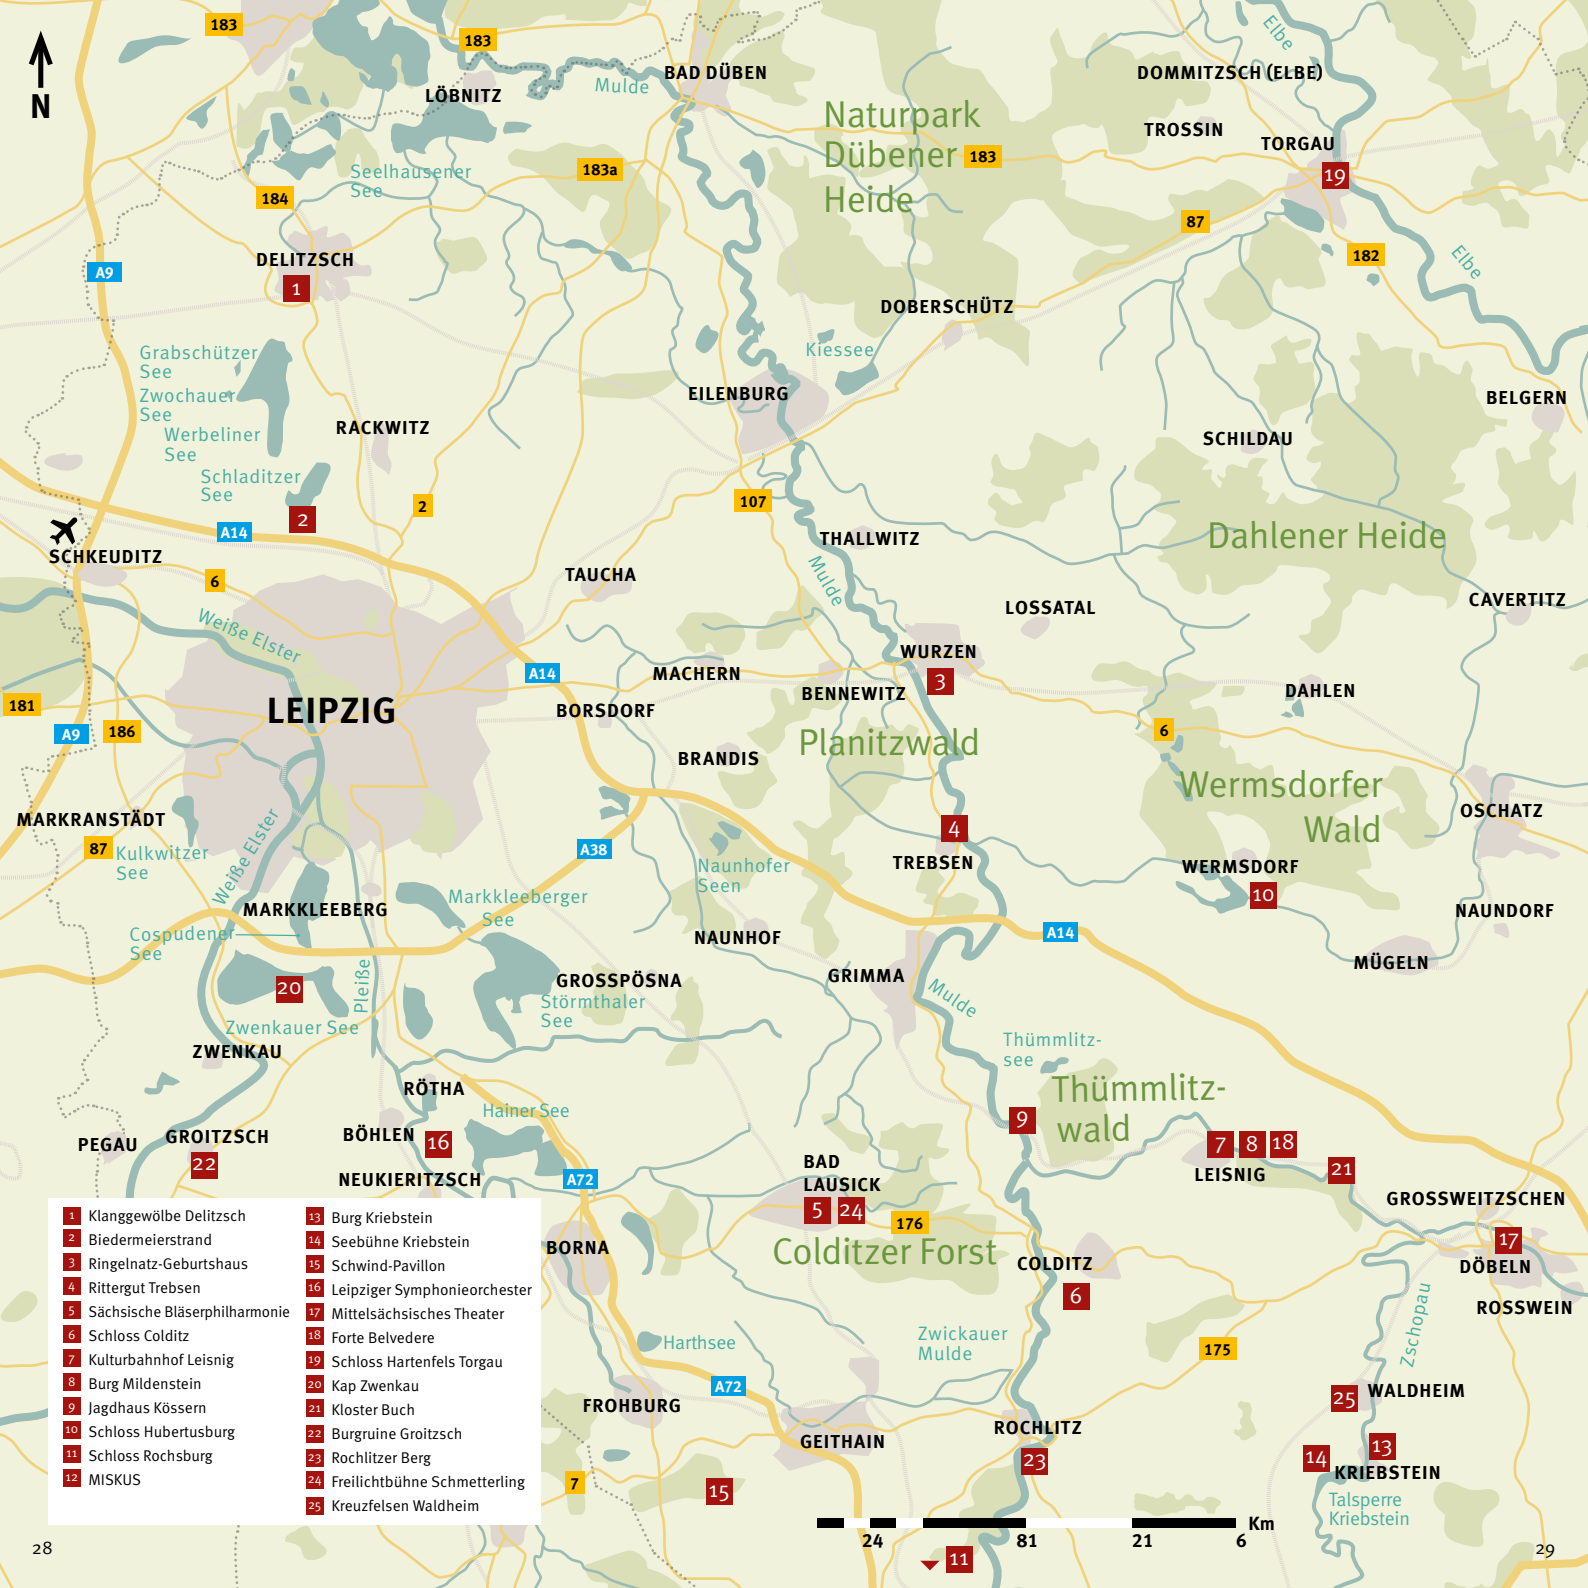 183
183
N
LÖBNITZ
Mulde
BAD DÜBEN
Elbe
DOMMITZSCH (ELBE)
Naturpark
Dübener
Heide
183
TROSSIN
TORGAU
19
Seelhausener
See
183a
184
87
182
Elbe
DELITZSCH
1
A9
DOBERSCHÜTZ
Kiessee
Grabschützer
See
Zwochauer
See
Werbeliner
See
Schladitzer
See
RACKWITZ
EILENBURG
BELGERN
SCHILDAU
2
A14
2
107
SCHKEUDITZ
6
THALLWITZ
Mulde
Dahlener Heide
TAUCHA
LOSSATAL
CAVERTITZ
Weiße Elster
WURZEN
3
A14
MACHERN
BENNEWITZ
DAHLEN
181
A9
186
LEIPZIG
BORSDORF
BRANDIS
Planitzwald
6
Wermsdorfer
Wald
OSCHATZ
MARKRANSTÄDT
87
Kulkwitzer
See
Weiße Elster
A38
4
TREBSEN
Naunhofer
Seen
WERMSDORF
10
MARKKLEEBERG
Markkleeberger
See
Cospudener
See
NAUNHOF
A14
NAUNDORF
MÜGELN
20
Pleiße
GROSSPÖSNA
Störmthaler
See
GRIMMA
Mulde
Zwenkauer See
ZWENKAU
Thümmlitz-
see
Thümmlitz-
wald
RÖTHA
Hainer See
9
PEGAU
GROITZSCH
22
BÖHLEN
16
NEUKIERITZSCH
A72
BAD
LAUSICK
5
24
176
7
8
18
LEISNIG
21
GROSSWEITZSCHEN
17
DÖBELN
ROSSWEIN
BORNA
Colditzer Forst
COLDITZ
6
Zschopau
Harthsee
Zwickauer
Mulde
175
A72
FROHBURG
25
WALDHEIM
GEITHAIN
ROCHLITZ
23
14
13
KRIEBSTEIN
Talsperre
Kriebstein
7
15
1 Klanggewölbe Delitzsch
2 Biedermeierstrand
3 Ringelnatz-Geburtshaus
4 Rittergut Trebsen
5 Sächsische Bläserphilharmonie
6 Schloss Colditz
7 Kulturbahnhof Leisnig
8 Burg Mildenstein
9 Jagdhaus Kössern
10 Schloss Hubertusburg
11 Schloss Rochsburg
12 MISKUS
13 Burg Kriebstein
14 Seebühne Kriebstein
15 Schwind-Pavillon
16 Leipziger Symphonieorchester
17 Mittelsächsisches Theater
18 Forte Belvedere
19 Schloss Hartenfels Torgau
20 Kap Zwenkau
21 Kloster Buch
22 Burgruine Groitzsch
23 Rochlitzer Berg
24 Freilichtbühne Schmetterling
25 Kreuzfelsen Waldheim
Km
24 81 21 6
11
28
29